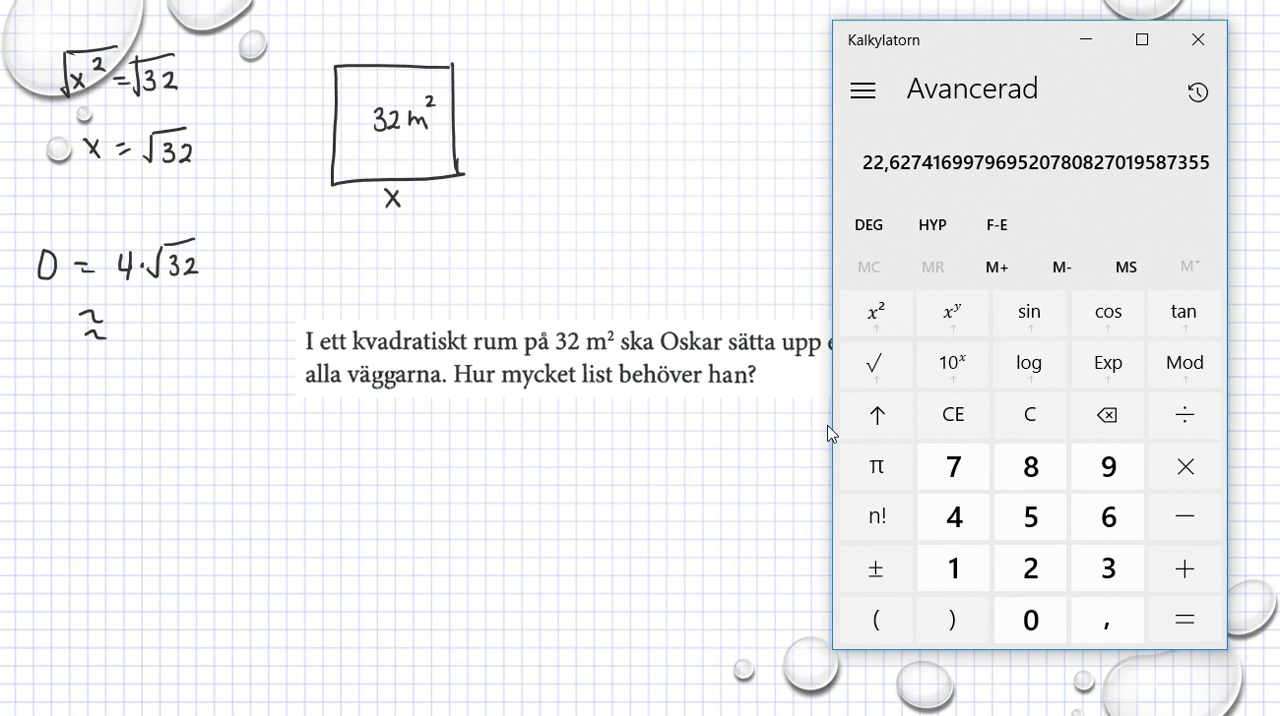 √x² = √32
x = √32
O = 4·√32
≈
32 m²
x
I ett kvadratiskt rum på 32 m² ska Oskar sätta upp
alla väggarna. Hur mycket list behöver han?
Kalkylatorn
Avancerad
22,627416997969520780827019587355
DEG HYP F-E
MC MR M+ M- MS M˅
x² xʸ sin cos tan
√ 10ˣ log Exp Mod
↑ CE C ⌫ ÷
π 7 8 9 ×
n! 4 5 6 −
± 1 2 3 +
( ) 0 , =